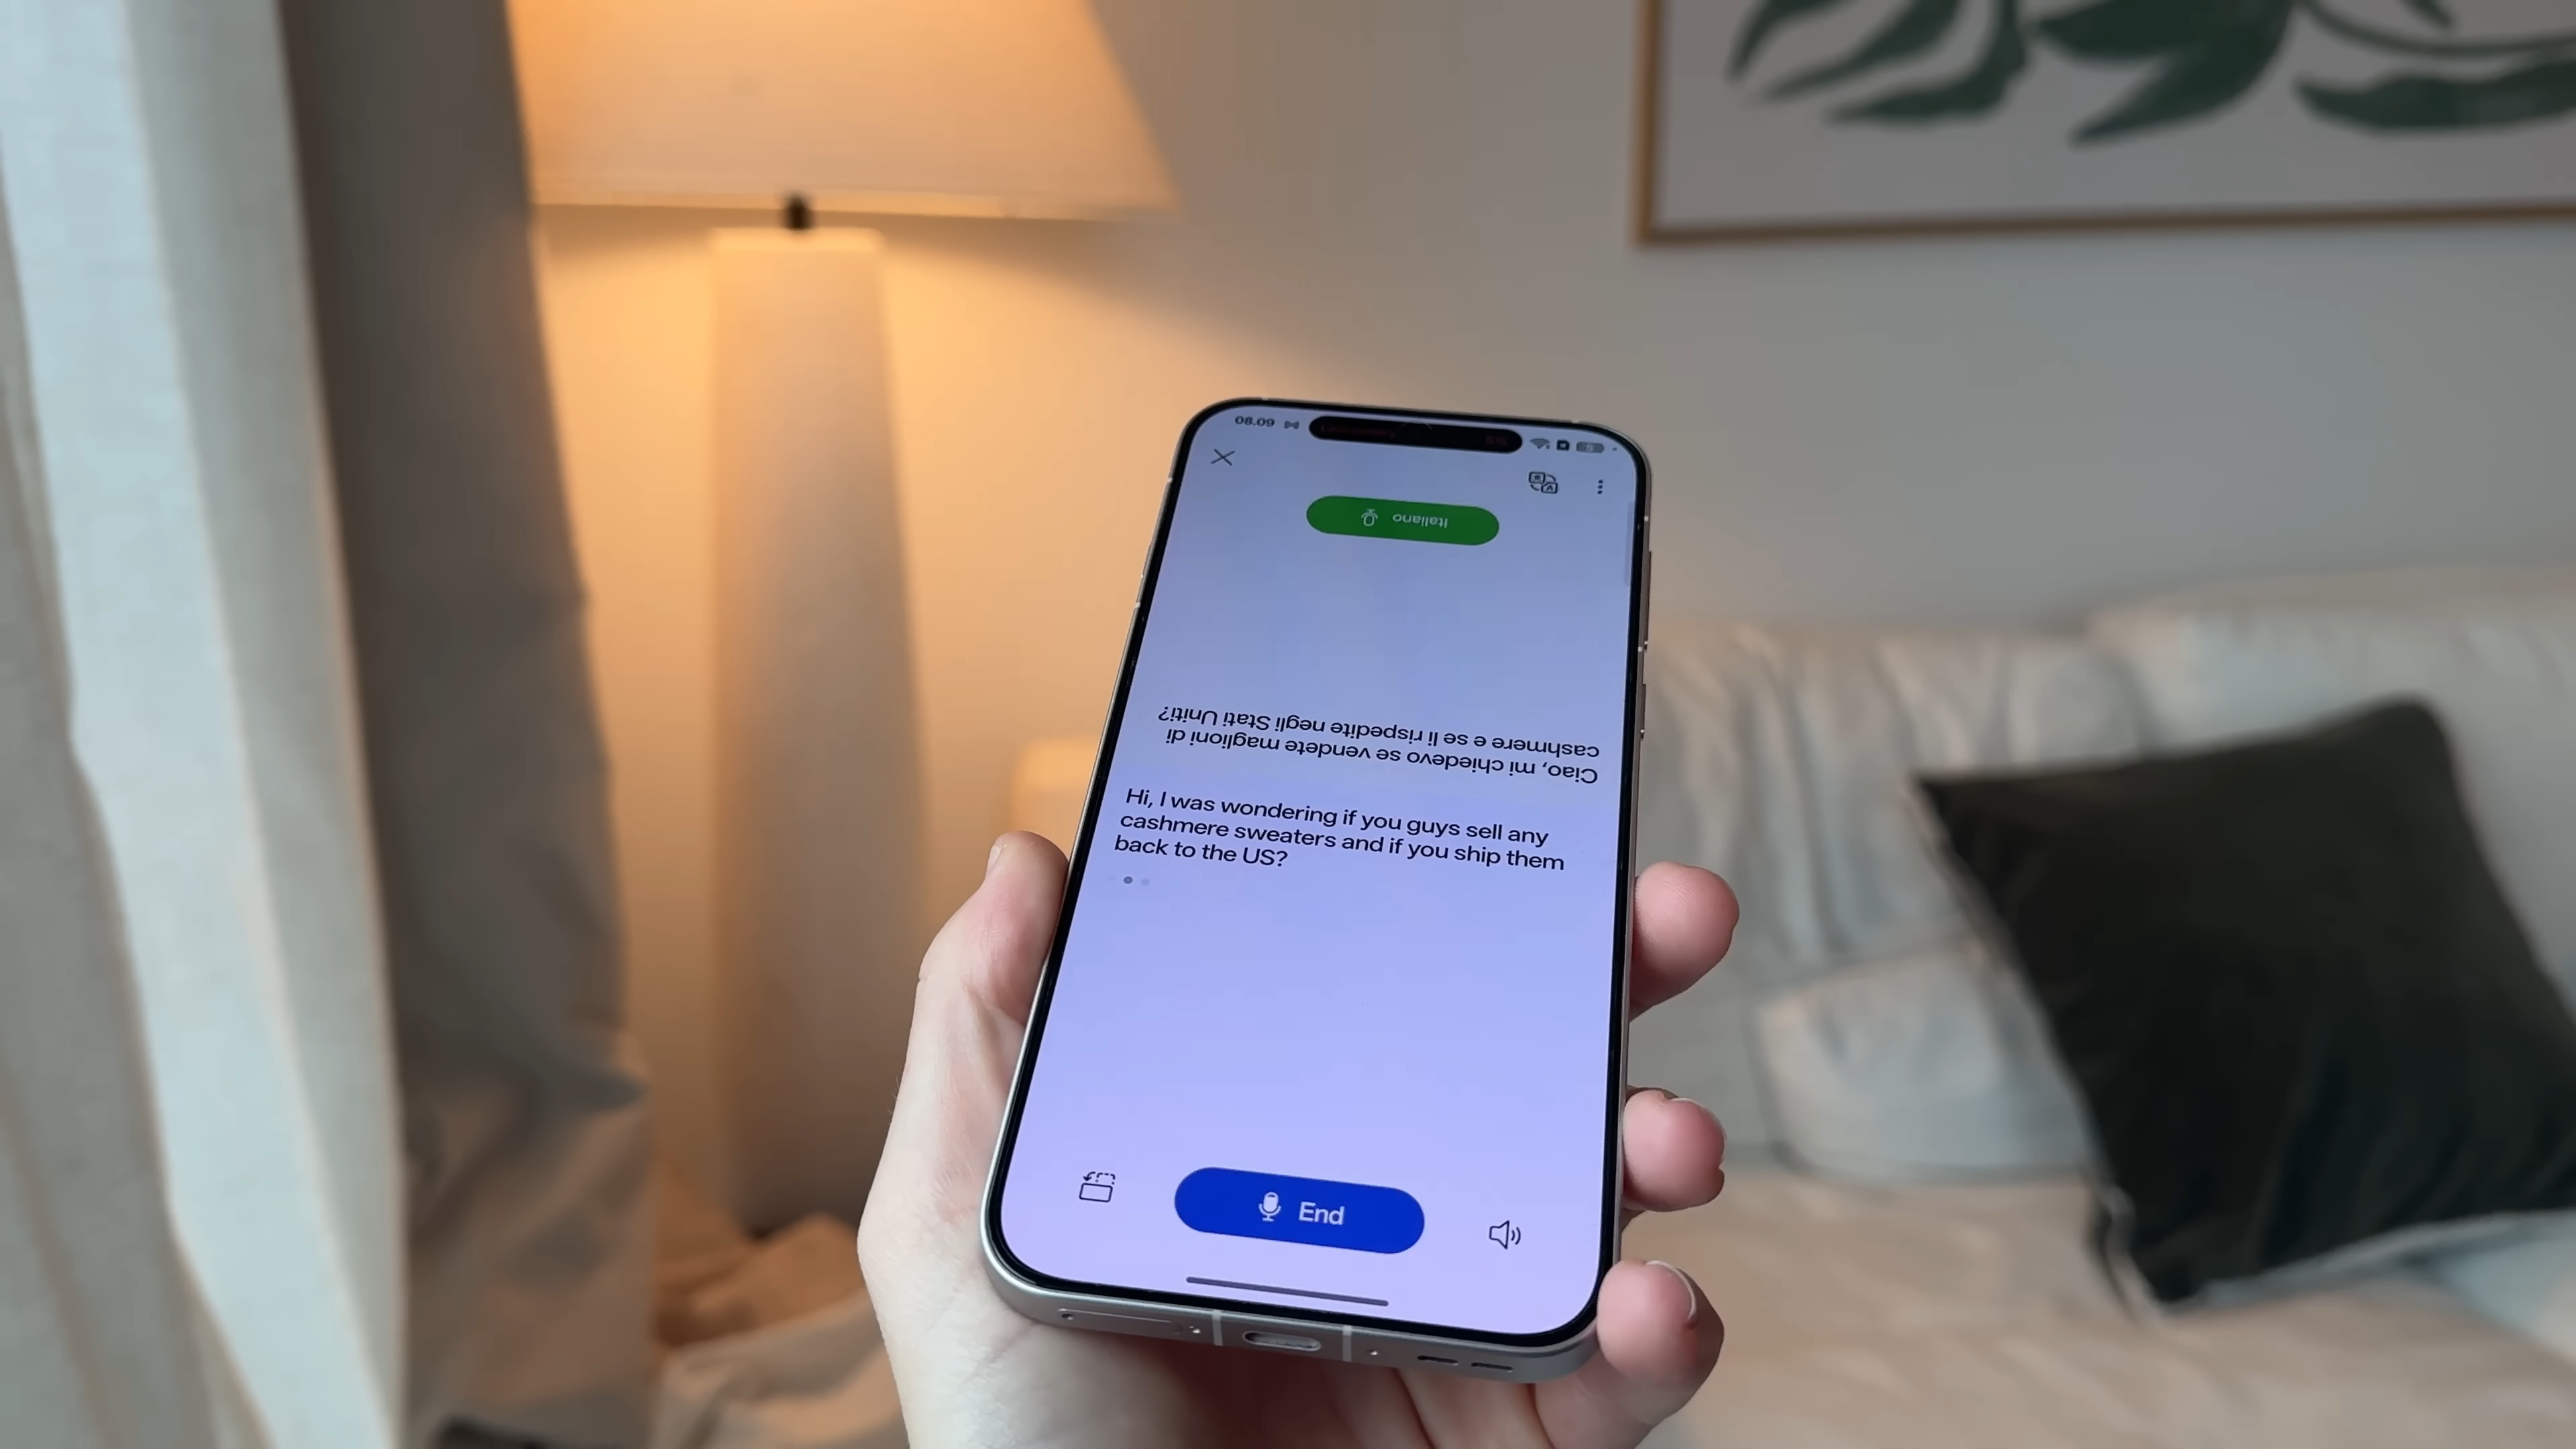 08.09
Italiano
Ciao, mi chiedevo se vendete maglioni di
cashmere e se li rispedite negli Stati Uniti?
Hi, I was wondering if you guys sell any
cashmere sweaters and if you ship them
back to the US?
End